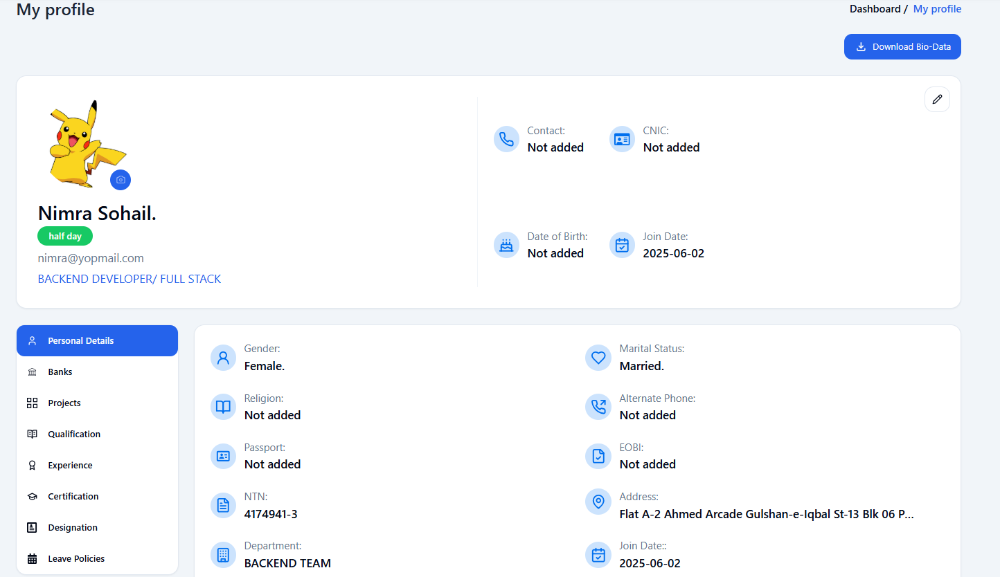 My profile
Dashboard / My profile
Download Bio-Data
Nimra Sohail.
half day
nimra@yopmail.com
BACKEND DEVELOPER/ FULL STACK
Contact:
Not added
CNIC:
Not added
Date of Birth:
Not added
Join Date:
2025-06-02
Personal Details
Banks
Projects
Qualification
Experience
Certification
Designation
Leave Policies
Gender:
Female.
Marital Status:
Married.
Religion:
Not added
Alternate Phone:
Not added
Passport:
Not added
EOBI:
Not added
NTN:
4174941-3
Address:
Flat A-2 Ahmed Arcade Gulshan-e-Iqbal St-13 Blk 06 P...
Department:
BACKEND TEAM
Join Date::
2025-06-02